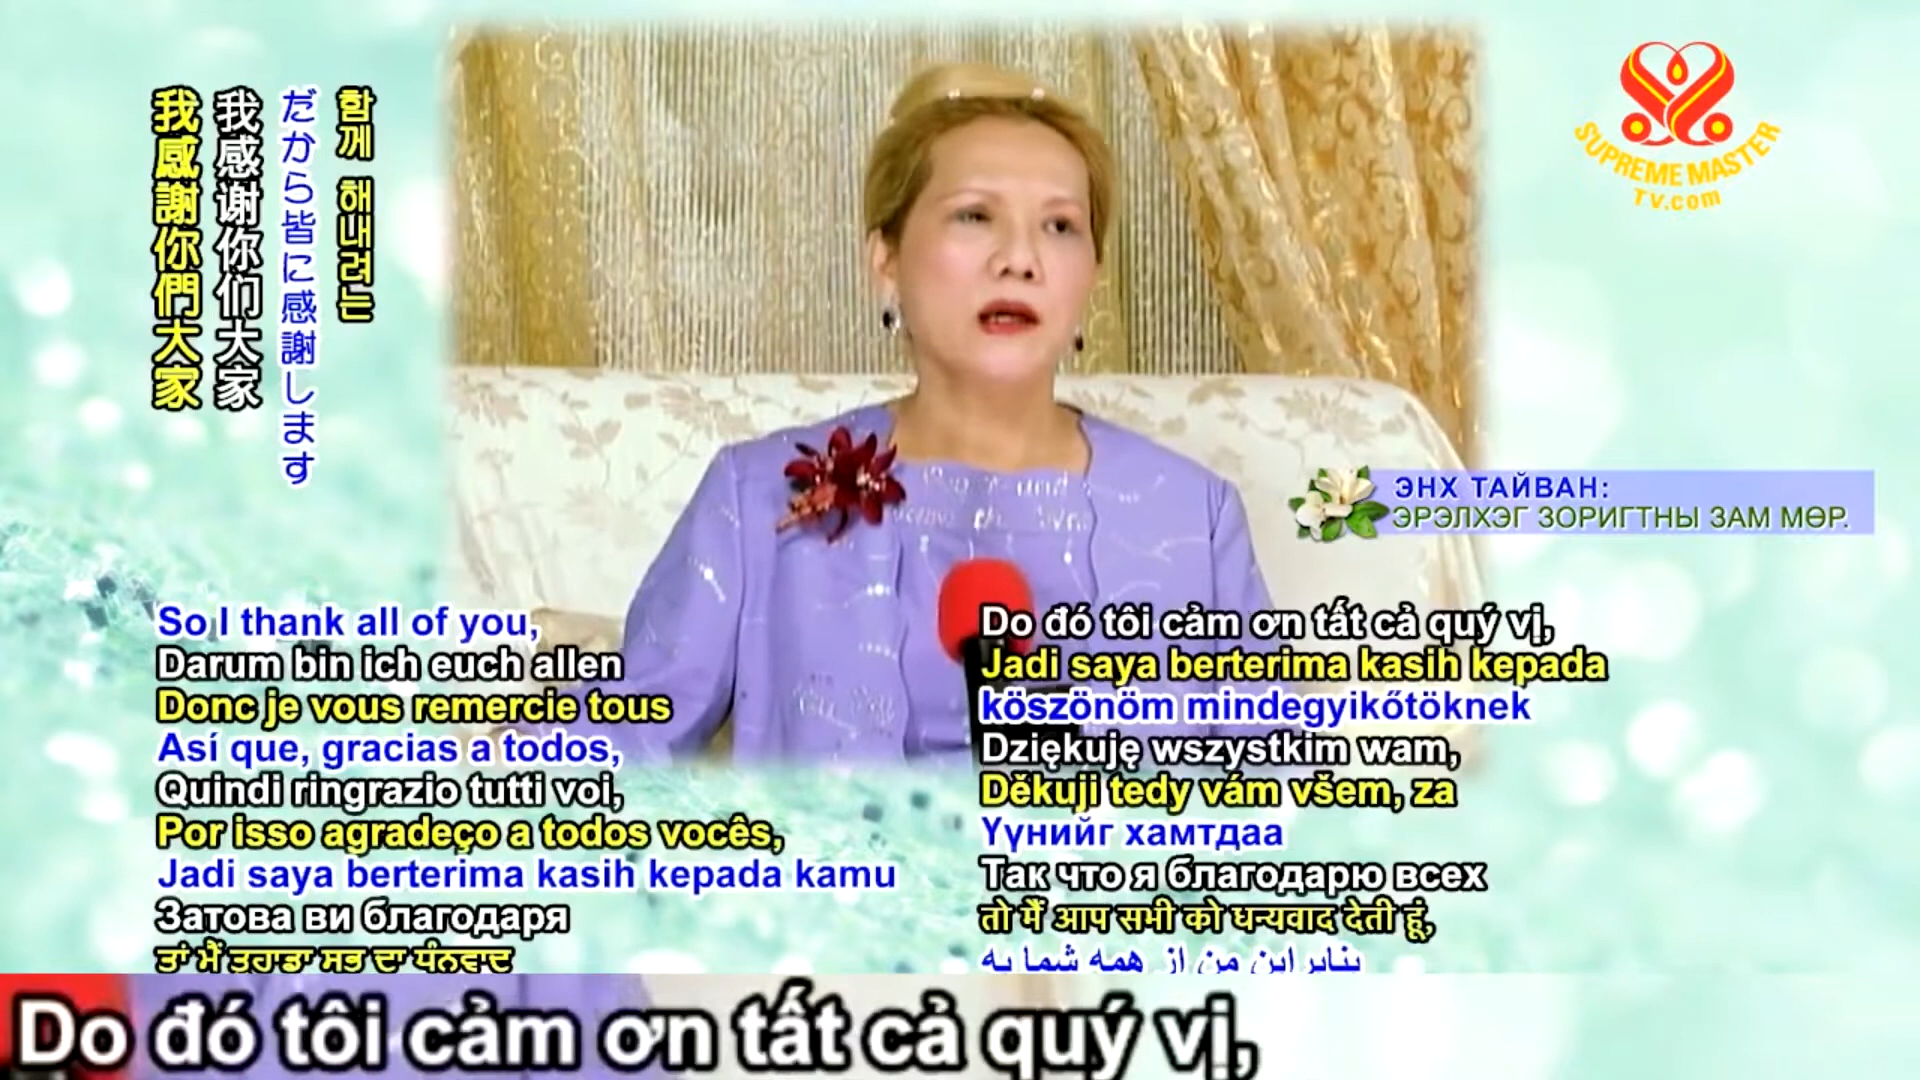 我感謝你們大家
我感谢你们大家
だから皆に感謝します
함께 해내려는
SUPREME MASTER
TV.com
ЭНХ ТАЙВАН:
ЭРЭЛХЭГ ЗОРИГТНЫ ЗАМ МӨР.
So I thank all of you,
Darum bin ich euch allen
Donc je vous remercie tous
Así que, gracias a todos,
Quindi ringrazio tutti voi,
Por isso agradeço a todos vocês,
Jadi saya berterima kasih kepada kamu
Затова ви благодаря
ਤਾਂ ਮੈਂ ਤੁਹਾਡਾ ਸਭ ਦਾ ਧੰਨਵਾਦ
Do đó tôi cảm ơn tất cả quý vị,
Jadi saya berterima kasih kepada
köszönöm mindegyikőtöknek
Dziękuję wszystkim wam,
Děkuji tedy vám všem, za
Үүнийг хамтдаа
Так что я благодарю всех
तो मैं आप सभी को धन्यवाद देती हूं,
بنابراین من از همه شما به
Do đó tôi cảm ơn tất cả quý vị,